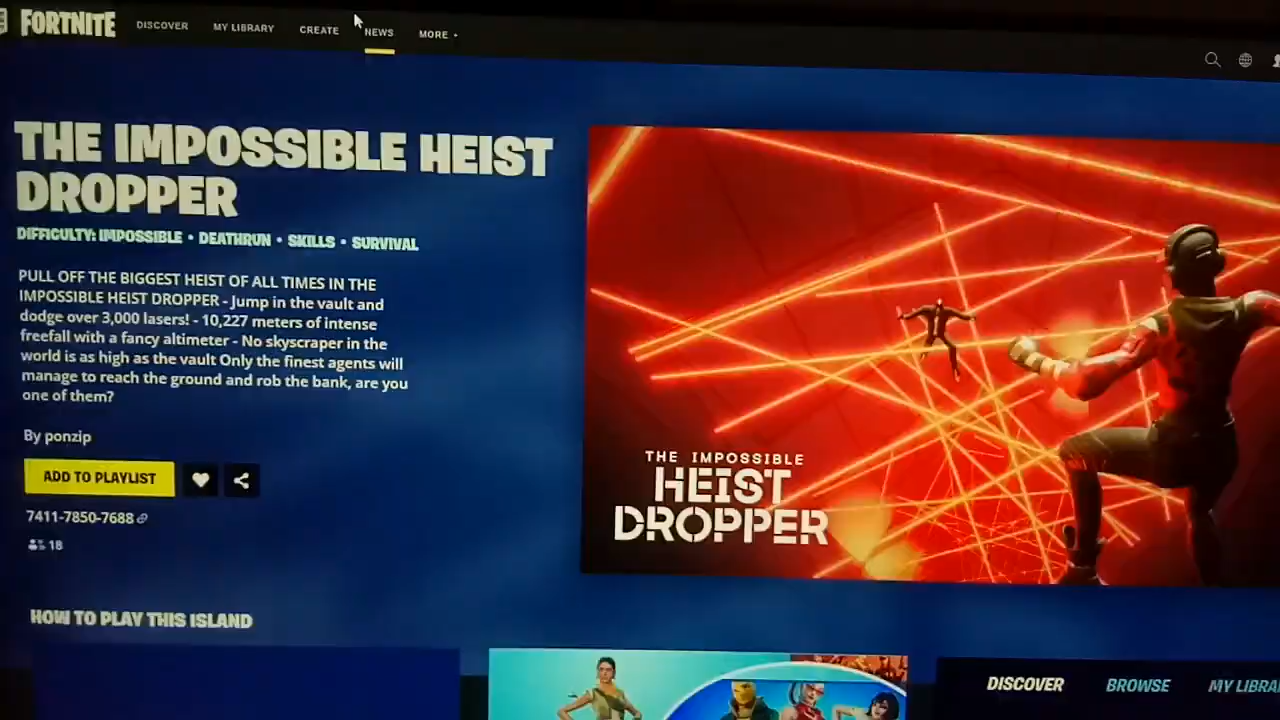 FORTNITE
DISCOVER
MY LIBRARY
CREATE
NEWS
MORE
THE IMPOSSIBLE HEIST
DROPPER
DIFFICULTY: IMPOSSIBLE • DEATHRUN • SKILLS • SURVIVAL
PULL OFF THE BIGGEST HEIST OF ALL TIMES IN THE
IMPOSSIBLE HEIST DROPPER - Jump in the vault and
dodge over 3,000 lasers! - 10,227 meters of intense
freefall with a fancy altimeter - No skyscraper in the
world is as high as the vault Only the finest agents will
manage to reach the ground and rob the bank, are you
one of them?
By ponzip
ADD TO PLAYLIST
7411-7850-7688
18
THE IMPOSSIBLE
HEIST
DROPPER
HOW TO PLAY THIS ISLAND
DISCOVER
BROWSE
MY LIBRA